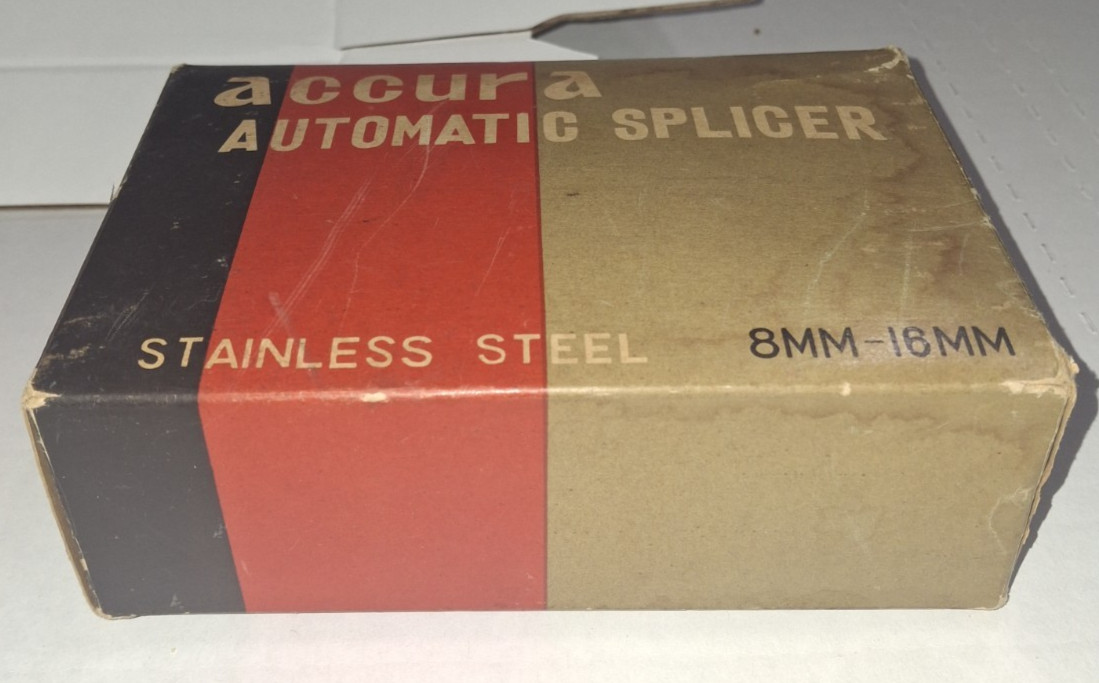 accura
AUTOMATIC SPLICER
STAINLESS STEEL 8MM-16MM